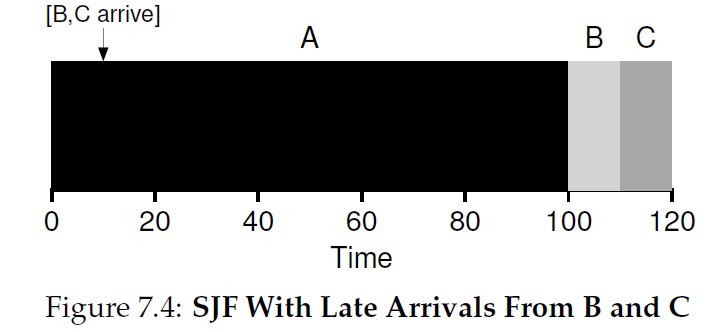 [B,C arrive]
A B C
0 20 40 60 80 100 120
Time
Figure 7.4: SJF With Late Arrivals From B and C